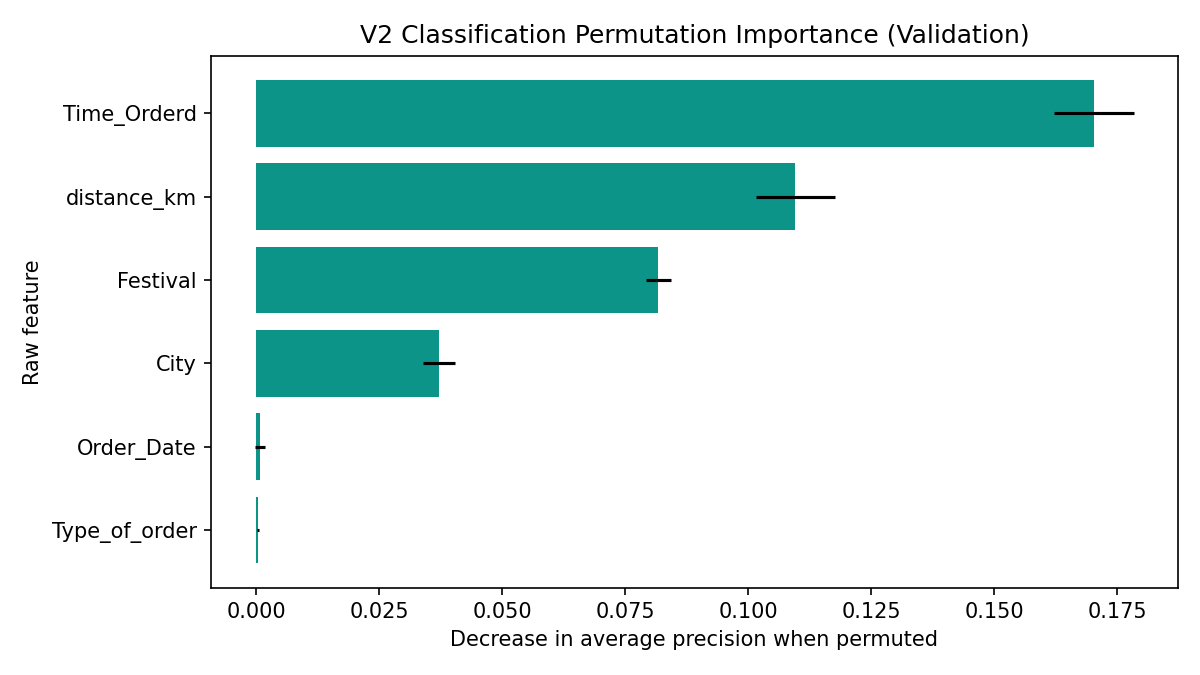 V2 Classification Permutation Importance (Validation)
Raw feature
Time_Orderd
distance_km
Festival
City
Order_Date
Type_of_order
0.000 0.025 0.050 0.075 0.100 0.125 0.150 0.175
Decrease in average precision when permuted